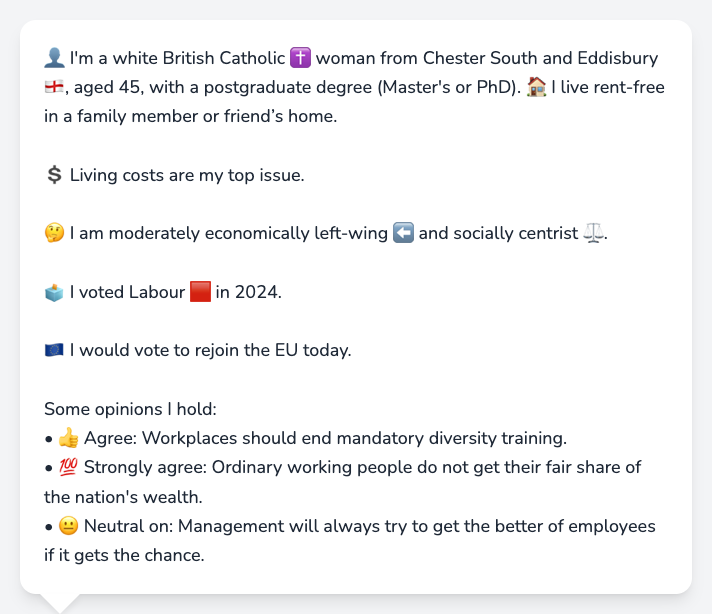 👤 I'm a white British Catholic ✝️ woman from Chester South and Eddisbury
🏴󠁧󠁢󠁥󠁮󠁧󠁿, aged 45, with a postgraduate degree (Master's or PhD). 🏠 I live rent-free
in a family member or friend’s home.
💲 Living costs are my top issue.
🤔 I am moderately economically left-wing ⬅️ and socially centrist ⚖️.
🗳️ I voted Labour 🟥 in 2024.
🇪🇺 I would vote to rejoin the EU today.
Some opinions I hold:
• 👍 Agree: Workplaces should end mandatory diversity training.
• 💯 Strongly agree: Ordinary working people do not get their fair share of
the nation's wealth.
• 😐 Neutral on: Management will always try to get the better of employees
if it gets the chance.